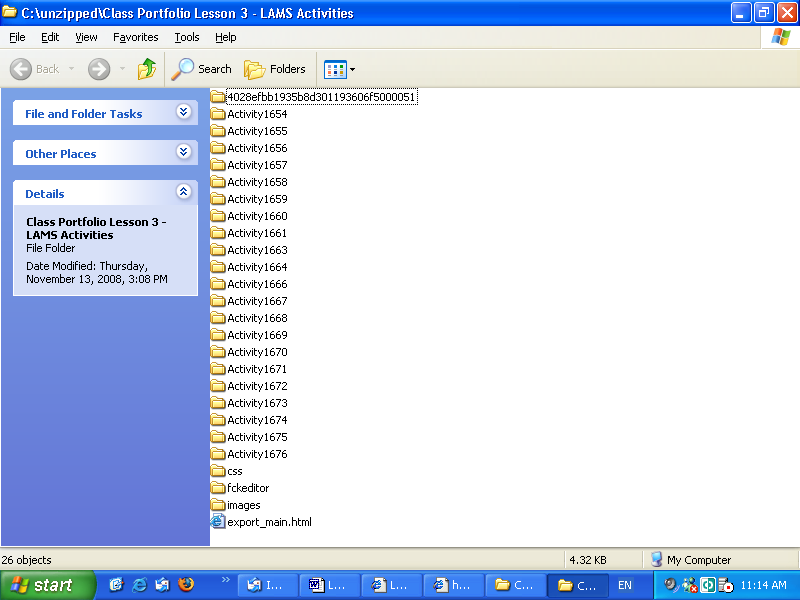 C:\unzipped\Class Portfolio Lesson 3 - LAMS Activities
File Edit View Favorites Tools Help
Back Search Folders
File and Folder Tasks
Other Places
Details
Class Portfolio Lesson 3 -
LAMS Activities
File Folder
Date Modified: Thursday,
November 13, 2008, 3:08 PM
4028efbb1935b8d301193606f5000051
Activity1654
Activity1655
Activity1656
Activity1657
Activity1658
Activity1659
Activity1660
Activity1661
Activity1663
Activity1664
Activity1666
Activity1667
Activity1668
Activity1669
Activity1670
Activity1671
Activity1672
Activity1673
Activity1674
Activity1675
Activity1676
css
fckeditor
images
export_main.html
26 objects 4.32 KB My Computer
start I... L... L... h... C... C... EN 11:14 AM